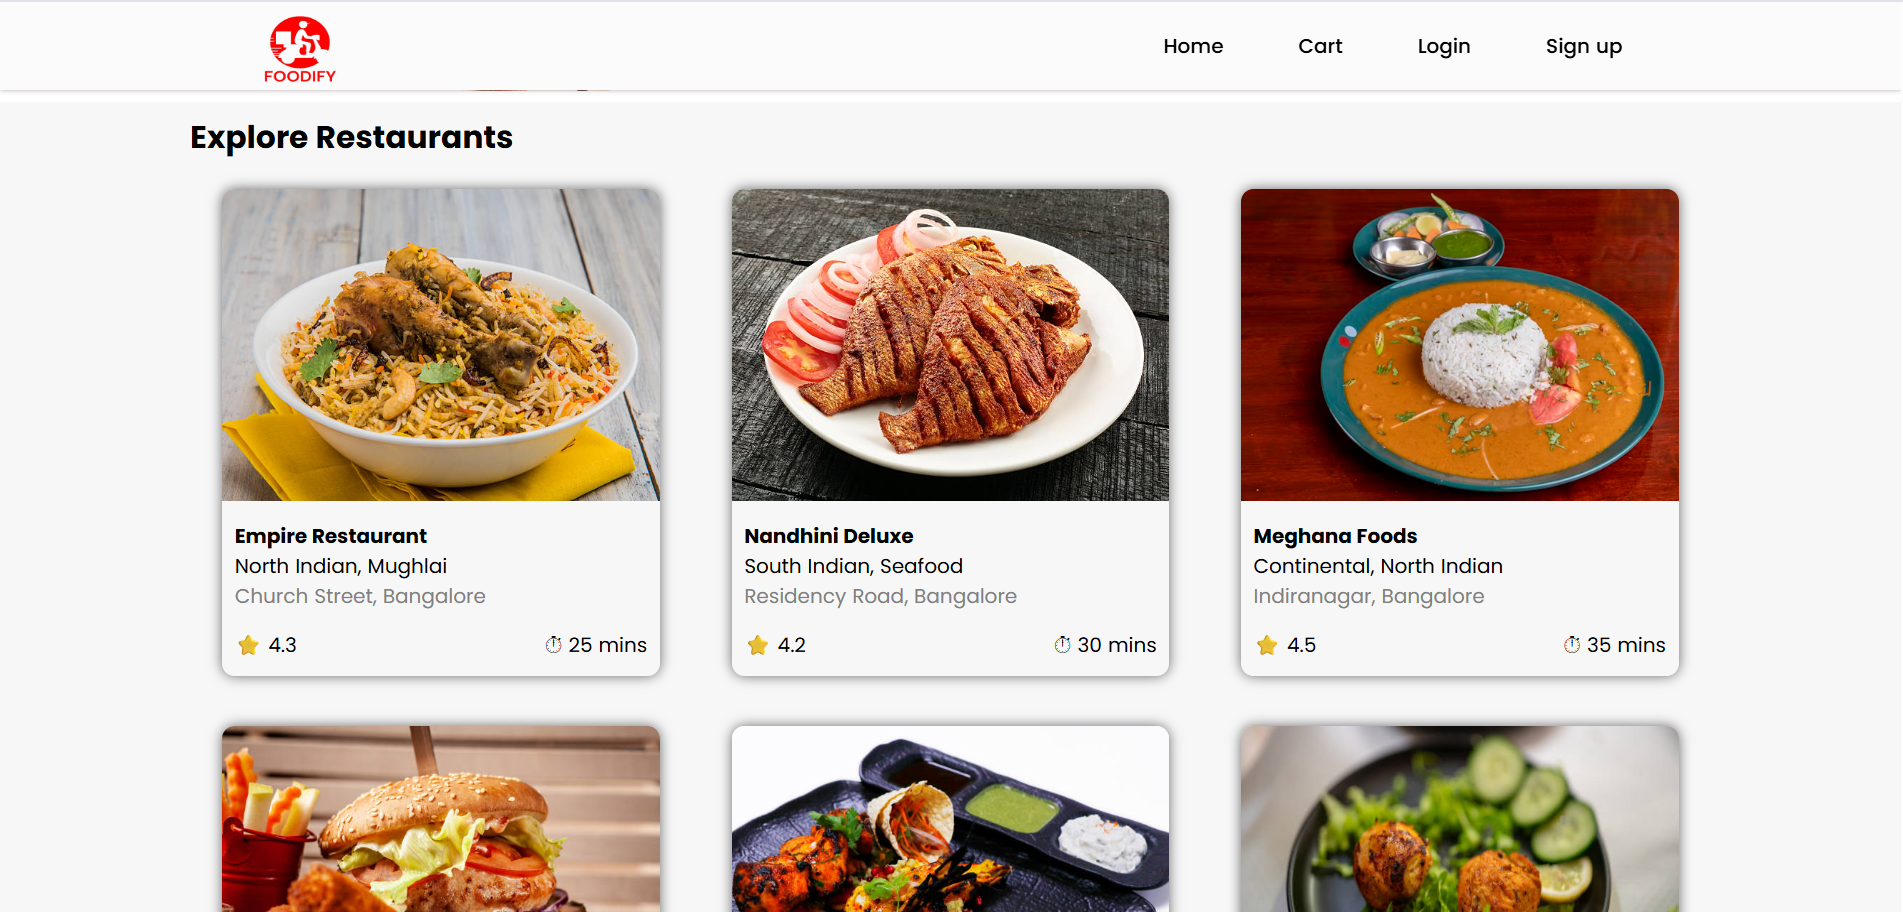 FOODIFY
Home
Cart
Login
Sign up
Explore Restaurants
Empire Restaurant
North Indian, Mughlai
Church Street, Bangalore
4.3
25 mins
Nandhini Deluxe
South Indian, Seafood
Residency Road, Bangalore
4.2
30 mins
Meghana Foods
Continental, North Indian
Indiranagar, Bangalore
4.5
35 mins